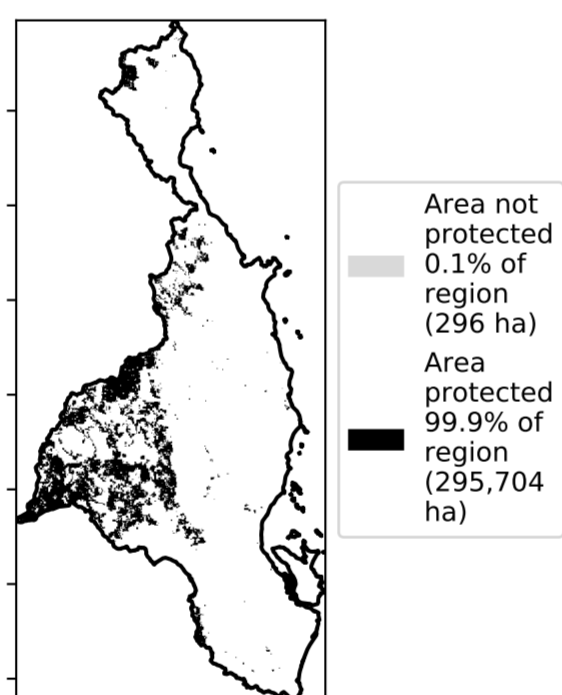 Area not
protected
0.1% of
region
(296 ha)
Area
protected
99.9% of
region
(295,704
ha)